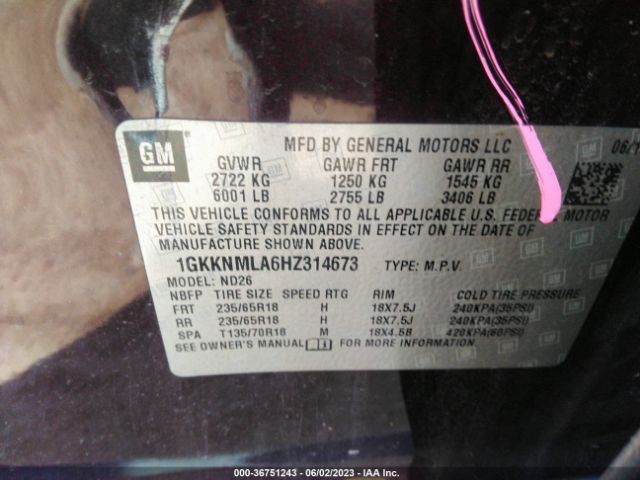 GM
MFD BY GENERAL MOTORS LLC 06/1
GVWR GAWR FRT GAWR RR
2722 KG 1250 KG 1545 KG
6001 LB 2755 LB 3406 LB
THIS VEHICLE CONFORMS TO ALL APPLICABLE U.S. FEDERAL MOTOR
VEHICLE SAFETY STANDARDS IN EFFECT ON THE DATE OF
MANUFACTURE SHOWN ABOVE.
1GKKNMLA6HZ314673 TYPE: M.P.V.
MODEL: ND26
NBFP TIRE SIZE SPEED RTG RIM COLD TIRE PRESSURE
FRT 235/65R18 H 18X7.5J 240KPA(35PSI)
RR 235/65R18 H 18X7.5J 240KPA(35PSI)
SPA T135/70R18 M 18X4.5B 420KPA(60PSI)
SEE OWNER'S MANUAL FOR MORE INFORMATION.
000-36751243 - 06/02/2023 - IAA Inc.